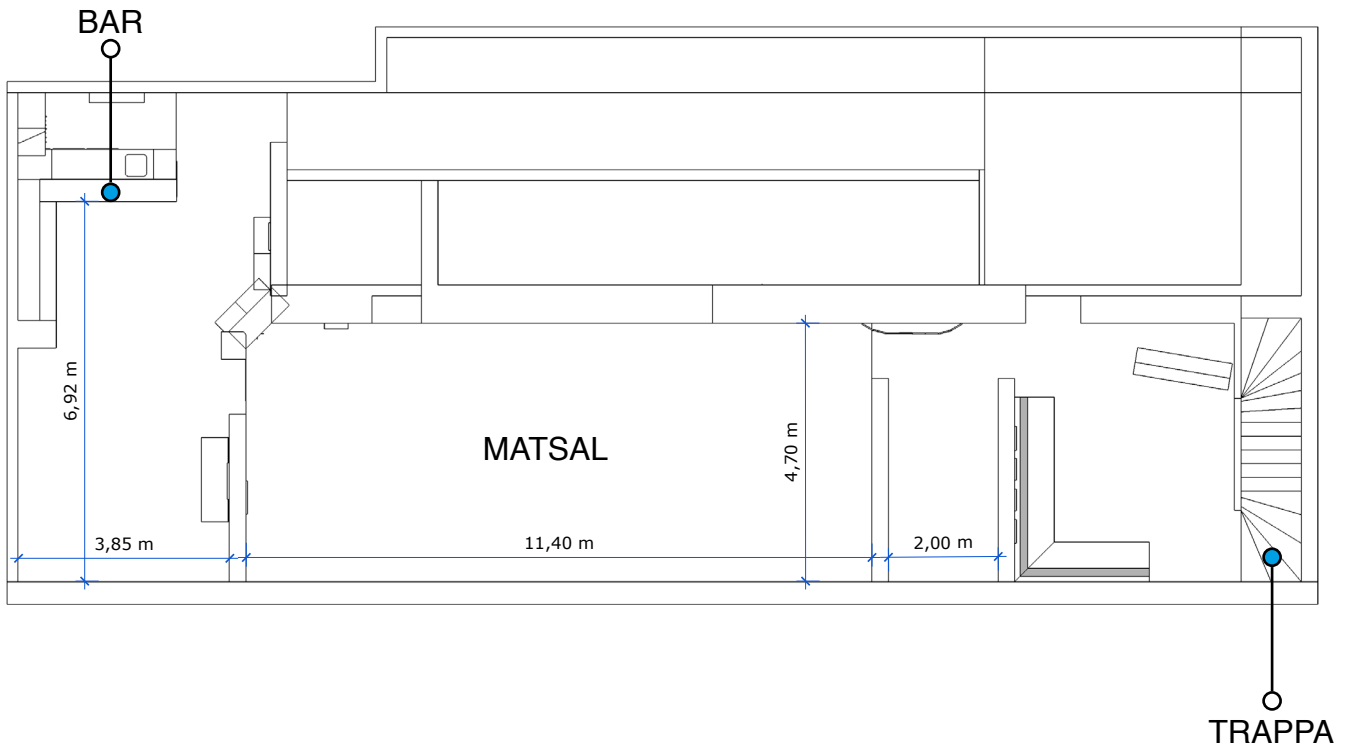 BAR
6,92 m
MATSAL
4,70 m
3,85 m
11,40 m
2,00 m
TRAPPA